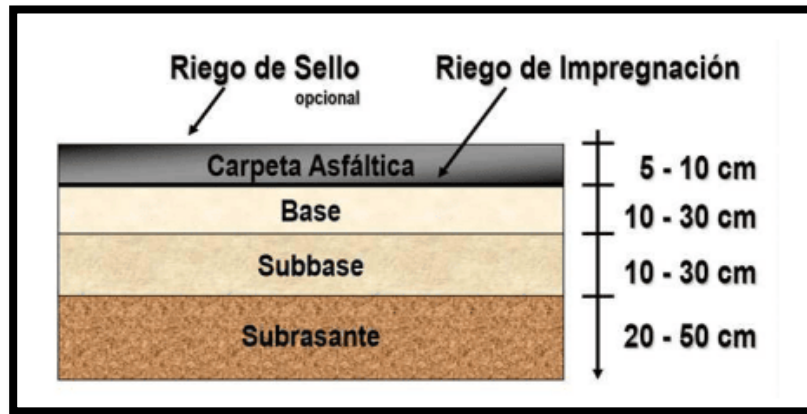 Riego de Sello
opcional
Riego de Impregnación
Carpeta Asfáltica
5 - 10 cm
Base
10 - 30 cm
Subbase
10 - 30 cm
Subrasante
20 - 50 cm